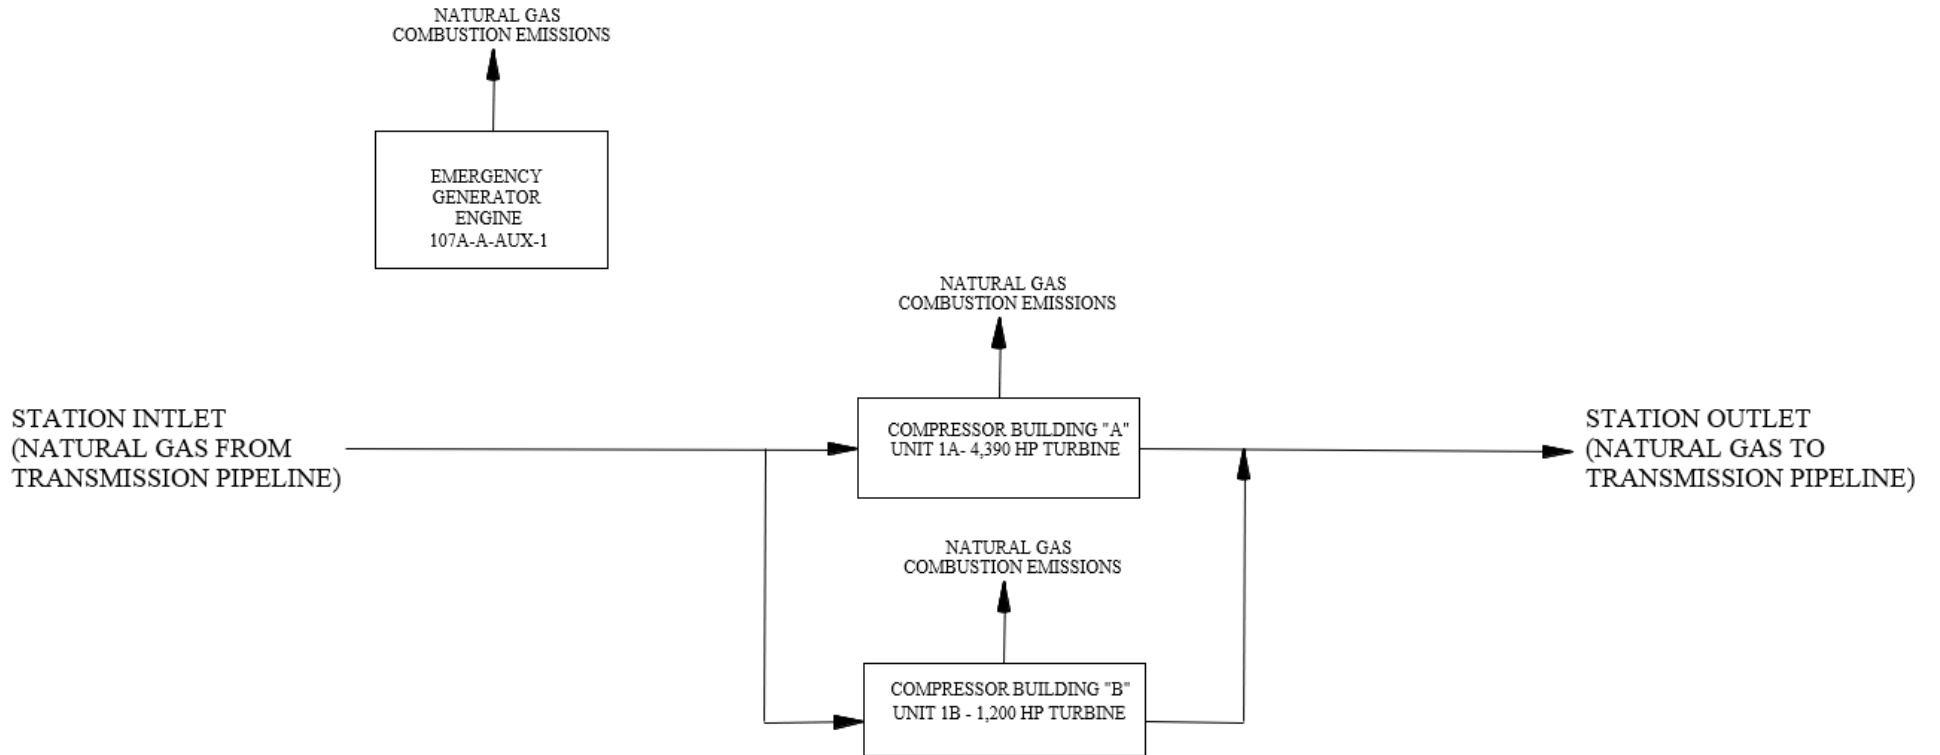 NATURAL GAS
COMBUSTION EMISSIONS
EMERGENCY
GENERATOR
ENGINE
107A-A-AUX-1
NATURAL GAS
COMBUSTION EMISSIONS
STATION INTLET
(NATURAL GAS FROM
TRANSMISSION PIPELINE)
COMPRESSOR BUILDING "A"
UNIT 1A- 4,390 HP TURBINE
STATION OUTLET
(NATURAL GAS TO
TRANSMISSION PIPELINE)
NATURAL GAS
COMBUSTION EMISSIONS
COMPRESSOR BUILDING "B"
UNIT 1B - 1,200 HP TURBINE